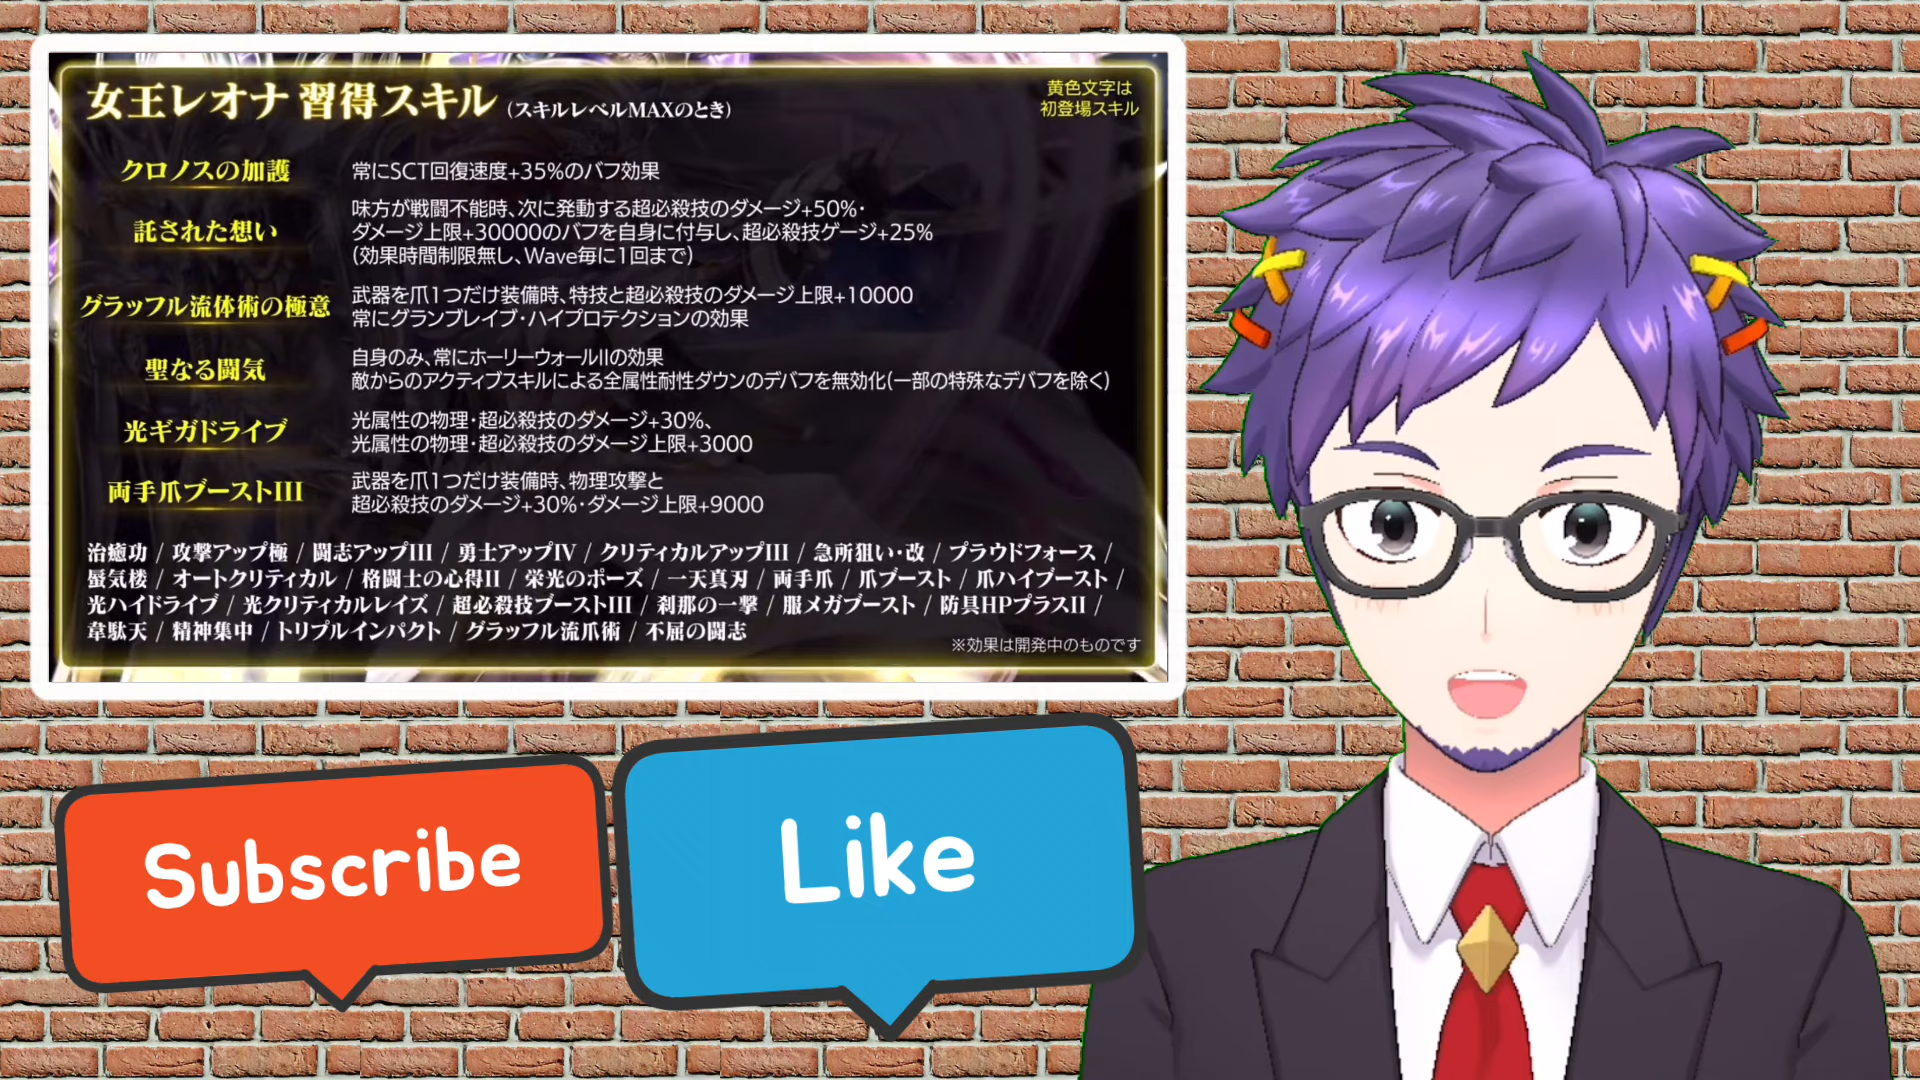 女王レオナ 習得スキル (スキルレベルMAXのとき)
黄色文字は
初登場スキル
クロノスの加護
常にSCT回復速度+35%のバフ効果
託された想い
味方が戦闘不能時、次に発動する超必殺技のダメージ+50%・
ダメージ上限+30000のバフを自身に付与し、超必殺技ゲージ+25%
(効果時間制限無し、Wave毎に1回まで)
グラッフル流体術の極意
武器を爪1つだけ装備時、特技と超必殺技のダメージ上限+10000
常にグランブレイブ・ハイプロテクションの効果
聖なる闘気
自身のみ、常にホーリーウォールIIの効果
敵からのアクティブスキルによる全属性耐性ダウンのデバフを無効化(一部の特殊なデバフを除く)
光ギガドライブ
光属性の物理・超必殺技のダメージ+30%、
光属性の物理・超必殺技のダメージ上限+3000
両手爪ブーストIII
武器を爪1つだけ装備時、物理攻撃と
超必殺技のダメージ+30%・ダメージ上限+9000
治癒功 / 攻撃アップ極 / 闘志アップIII / 勇士アップIV / クリティカルアップIII / 急所狙い・改 / プラウドフォース /
蜃気楼 / オートクリティカル / 格闘士の心得II / 栄光のポーズ / 一天真刃 / 両手爪 / 爪ブースト / 爪ハイブースト /
光ハイドライブ / 光クリティカルレイズ / 超必殺技ブーストIII / 刹那の一撃 / 服メガブースト / 防具HPプラスII /
韋駄天 / 精神集中 / トリプルインパクト / グラッフル流爪術 / 不屈の闘志
※効果は開発中のものです
Subscribe
Like